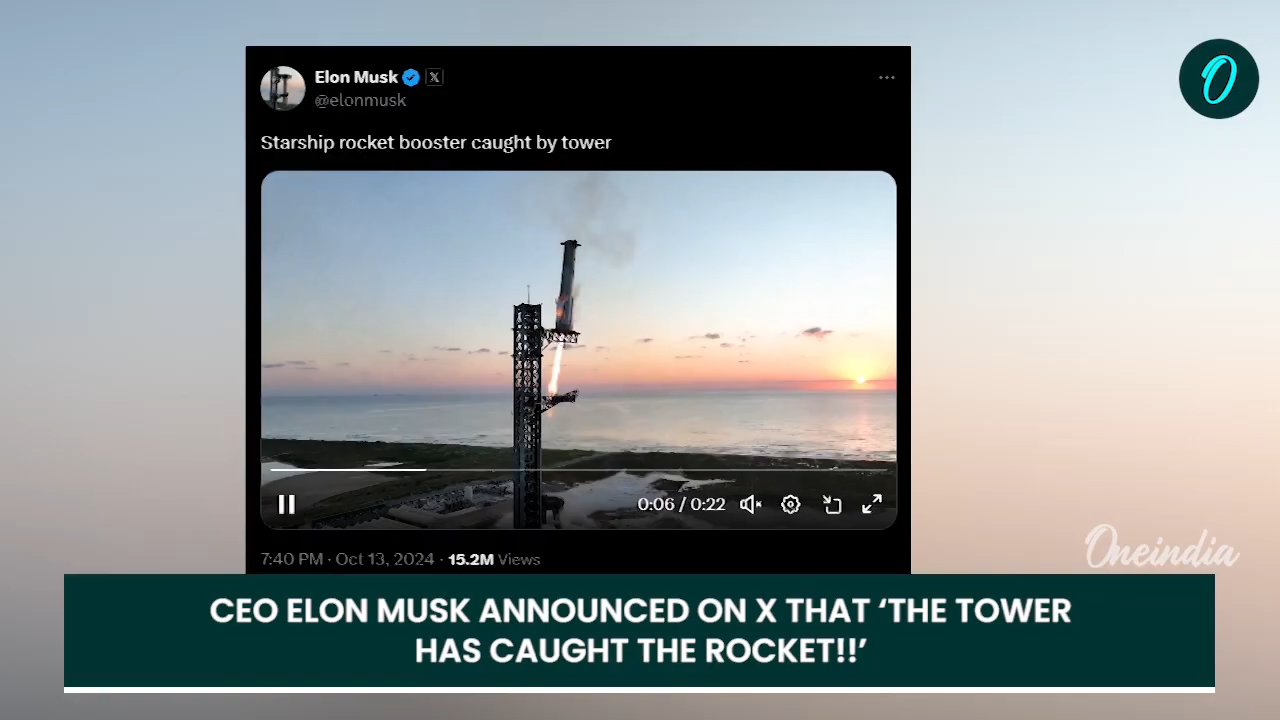 Elon Musk
@elonmusk
Starship rocket booster caught by tower
0:06 / 0:22
7:40 PM · Oct 13, 2024 · 15.2M Views
Oneindia
CEO ELON MUSK ANNOUNCED ON X THAT ‘THE TOWER
HAS CAUGHT THE ROCKET!!’